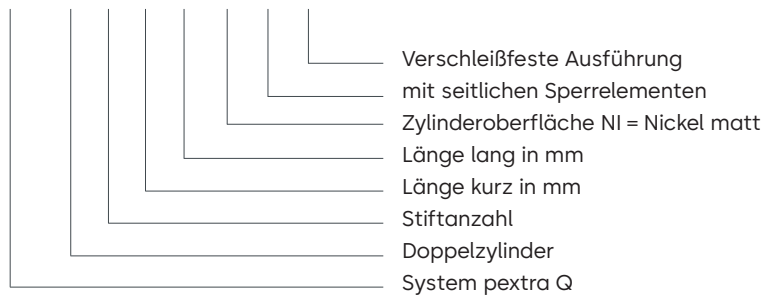 Verschleißfeste Ausführung
mit seitlichen Sperrelementen
Zylinderoberfläche NI = Nickel matt
Länge lang in mm
Länge kurz in mm
Stiftanzahl
Doppelzylinder
System pextra Q